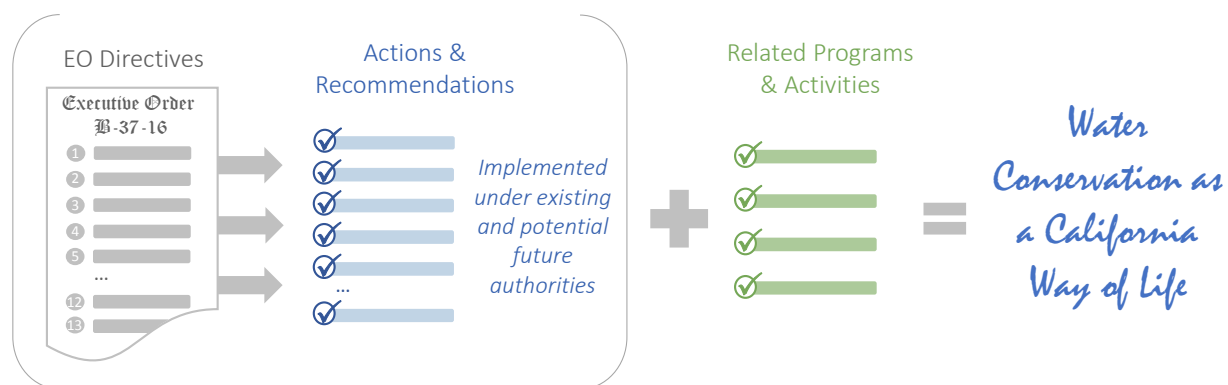 EO Directives
Executive Order
B-37-16
1
2
3
4
5
...
12
13
Actions &
Recommendations
...
Implemented
under existing
and potential
future
authorities
+
Related Programs
& Activities
=
Water
Conservation as
a California
Way of Life